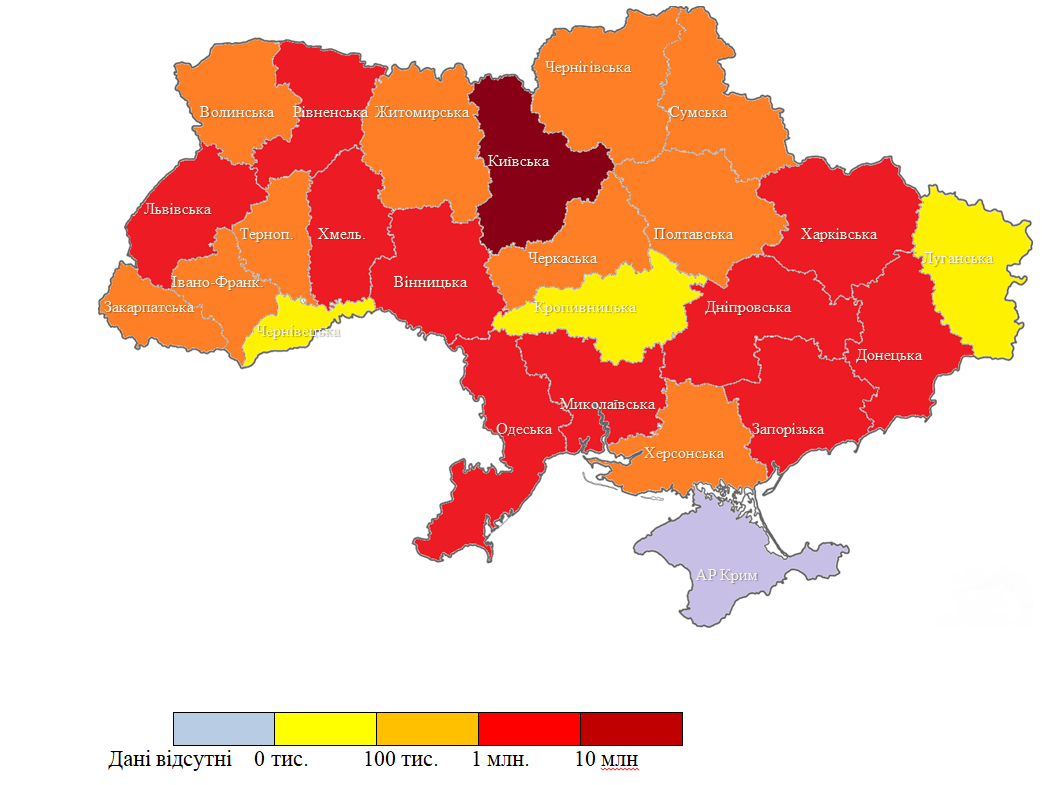 Чернігівська
Волинська
Рівненська
Житомирська
Сумська
Київська
Львівська
Терноп.
Хмель.
Полтавська
Харківська
Черкаська
Луганська
Івано-Франк.
Вінницька
Закарпатська
Кропивницька
Дніпровська
Чернівецька
Донецька
Миколаївська
Одеська
Запорізька
Херсонська
АР Крим
Дані відсутні 0 тис. 100 тис. 1 млн. 10 млн